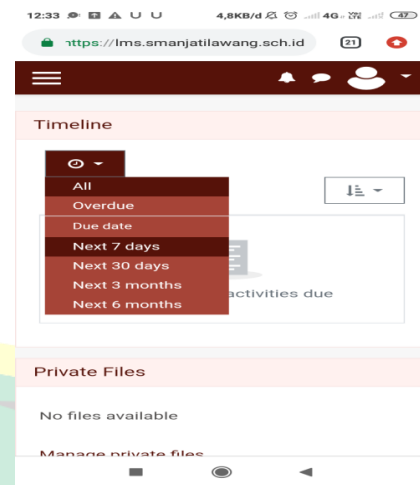 12:33 U U 4,8KB/d 4G 42
https://lms.smanjatilawang.sch.id 21
Timeline
All
Overdue
Due date
Next 7 days
Next 30 days
Next 3 months
Next 6 months
activities due
Private Files
No files available
Manage private files